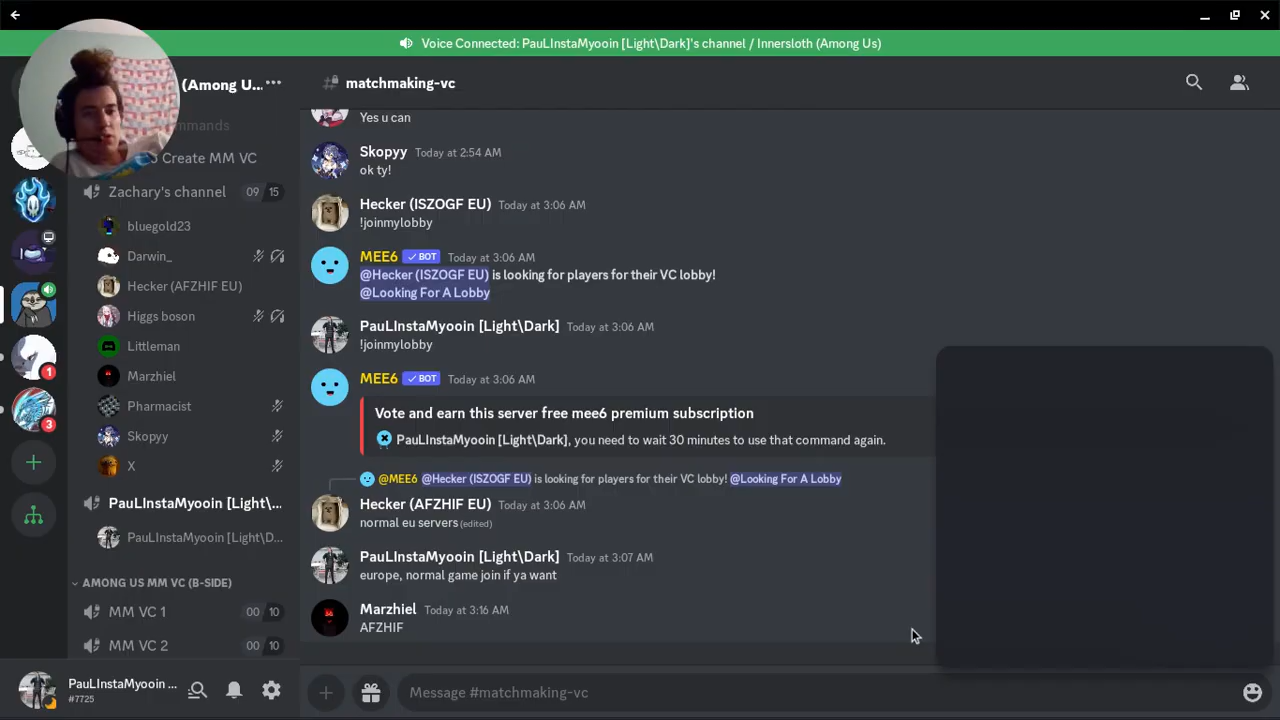 Voice Connected: PauLInstaMyooin [Light\Dark]'s channel / Innersloth (Among Us)
(Among U...
matchmaking-vc
mmands
Create MM VC
Zachary's channel 09 15
bluegold23
Darwin_
Hecker (AFZHIF EU)
Higgs boson
Littleman
Marzhiel
Pharmacist
Skopyy
X
PauLInstaMyooin [Light\...
PauLInstaMyooin [Light\D...
AMONG US MM VC (B-SIDE)
MM VC 1 00 10
MM VC 2 00 10
PauLInstaMyooin ...
#7725
1
3
Yes u can
Skopyy Today at 2:54 AM
ok ty!
Hecker (ISZOGF EU) Today at 3:06 AM
!joinmylobby
MEE6 ✓ BOT Today at 3:06 AM
@Hecker (ISZOGF EU) is looking for players for their VC lobby!
@Looking For A Lobby
PauLInstaMyooin [Light\Dark] Today at 3:06 AM
!joinmylobby
MEE6 ✓ BOT Today at 3:06 AM
Vote and earn this server free mee6 premium subscription
PauLInstaMyooin [Light\Dark], you need to wait 30 minutes to use that command again.
@MEE6 @Hecker (ISZOGF EU) is looking for players for their VC lobby! @Looking For A Lobby
Hecker (AFZHIF EU) Today at 3:06 AM
normal eu servers (edited)
PauLInstaMyooin [Light\Dark] Today at 3:07 AM
europe, normal game join if ya want
Marzhiel Today at 3:16 AM
AFZHIF
Message #matchmaking-vc